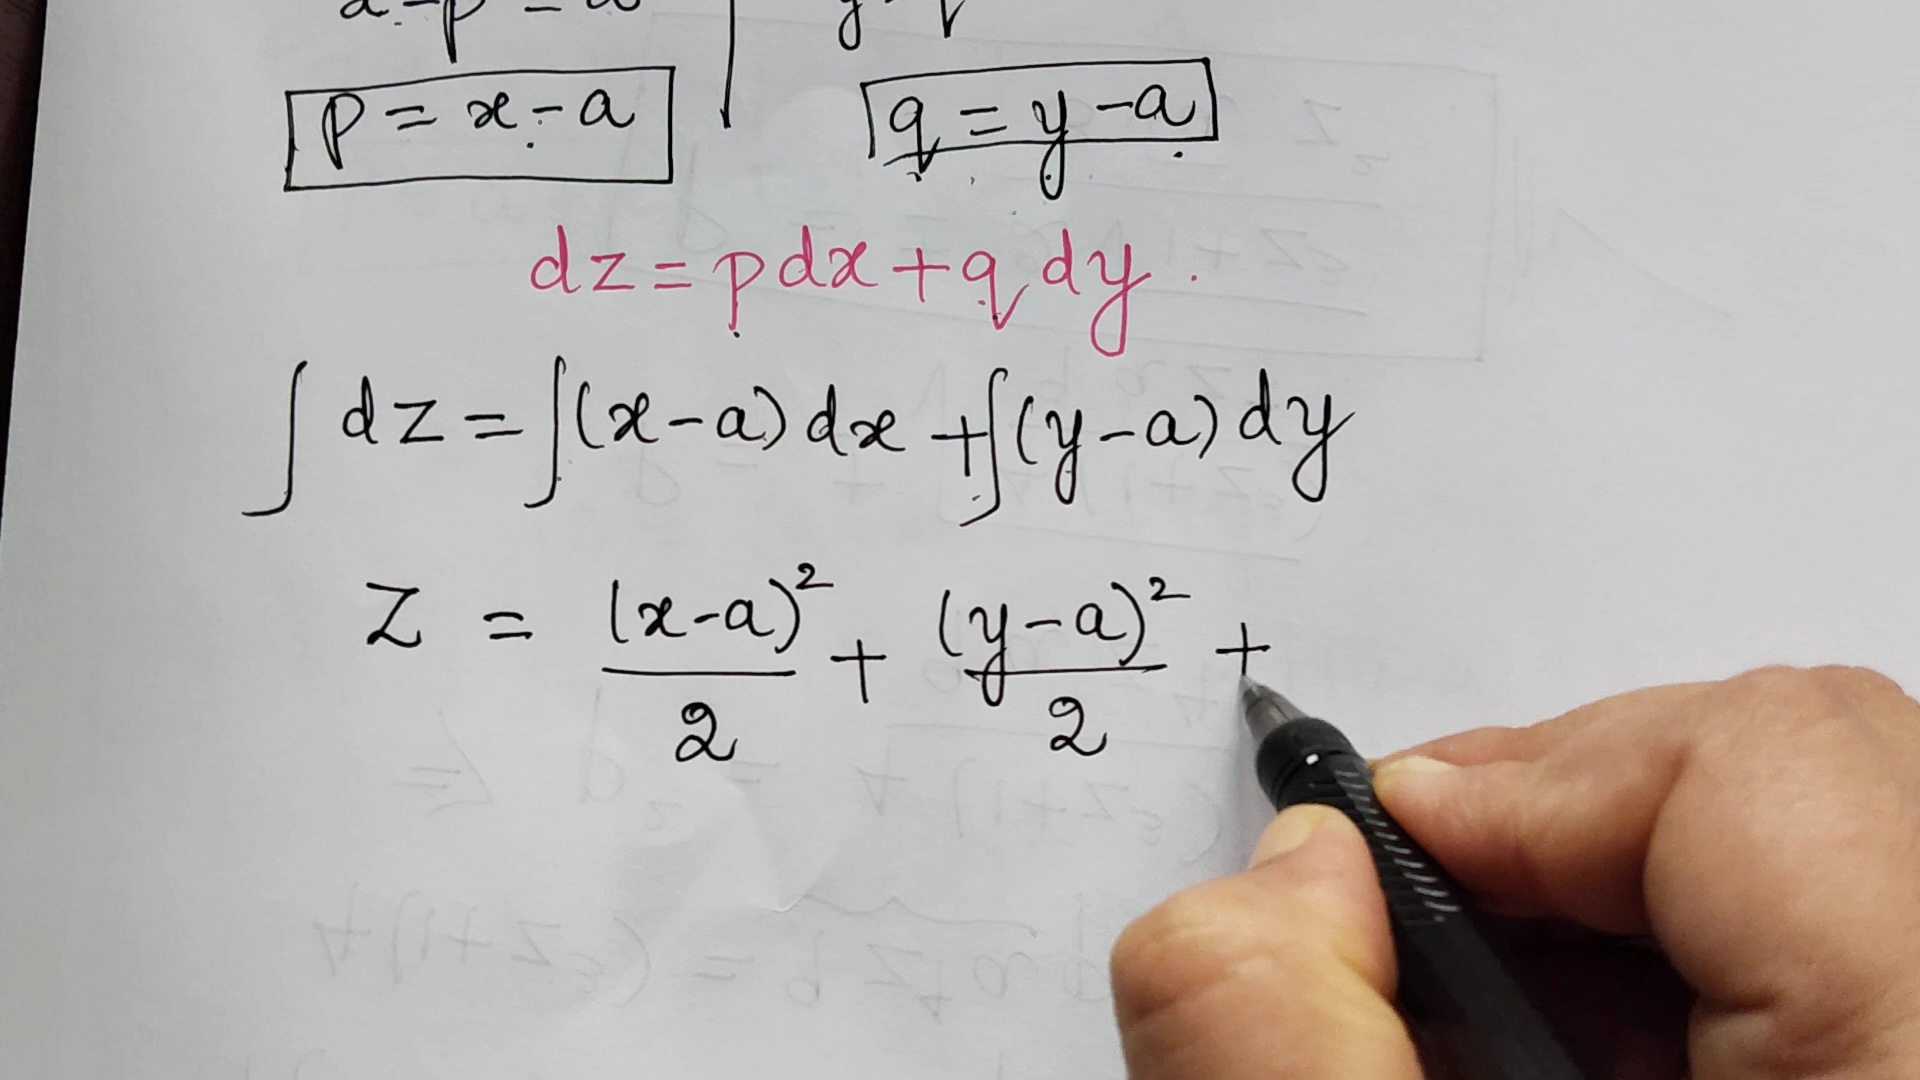 p = x - a    q = y - a
dz = p dx + q dy.
∫ dz = ∫(x-a) dx + ∫(y-a) dy
z = (x-a)²/2 + (y-a)²/2 +